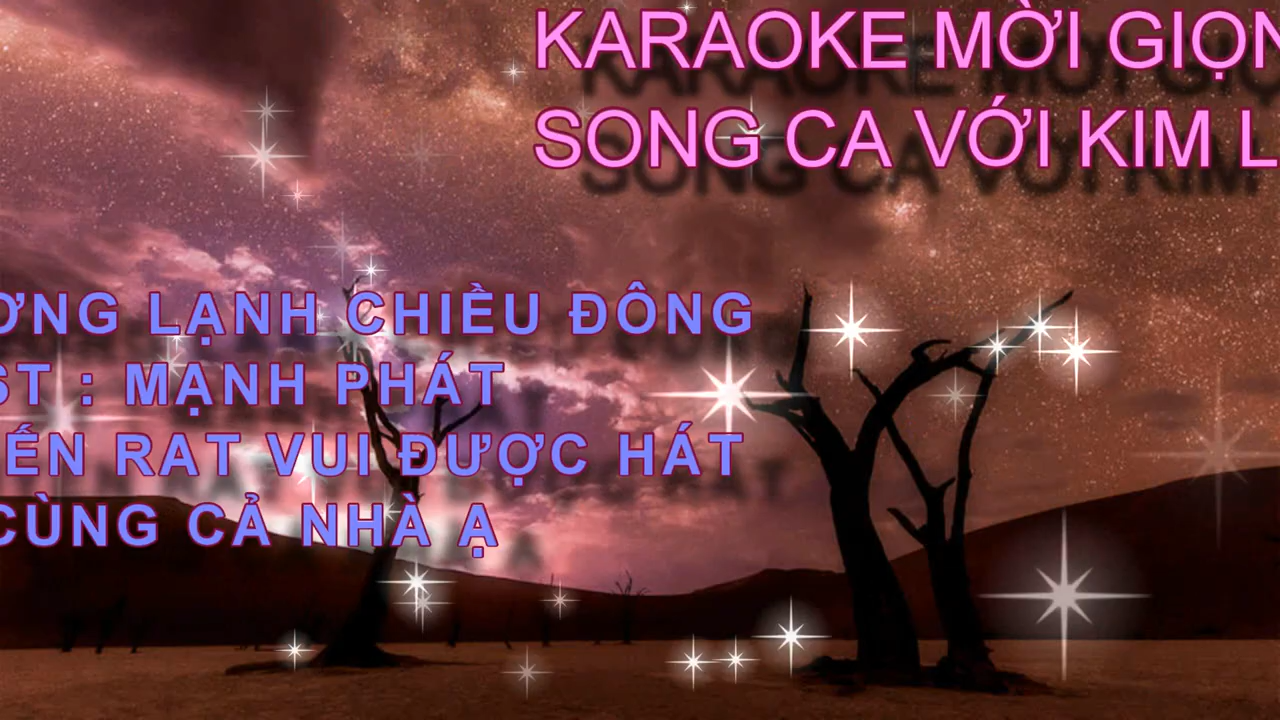 KARAOKE MỜI GIỌN
SONG CA VỚI KIM L
ƠNG LẠNH CHIỀU ĐÔNG
ST : MẠNH PHÁT
ẾN RAT VUI ĐƯỢC HÁT
CÙNG CẢ NHÀ Ạ